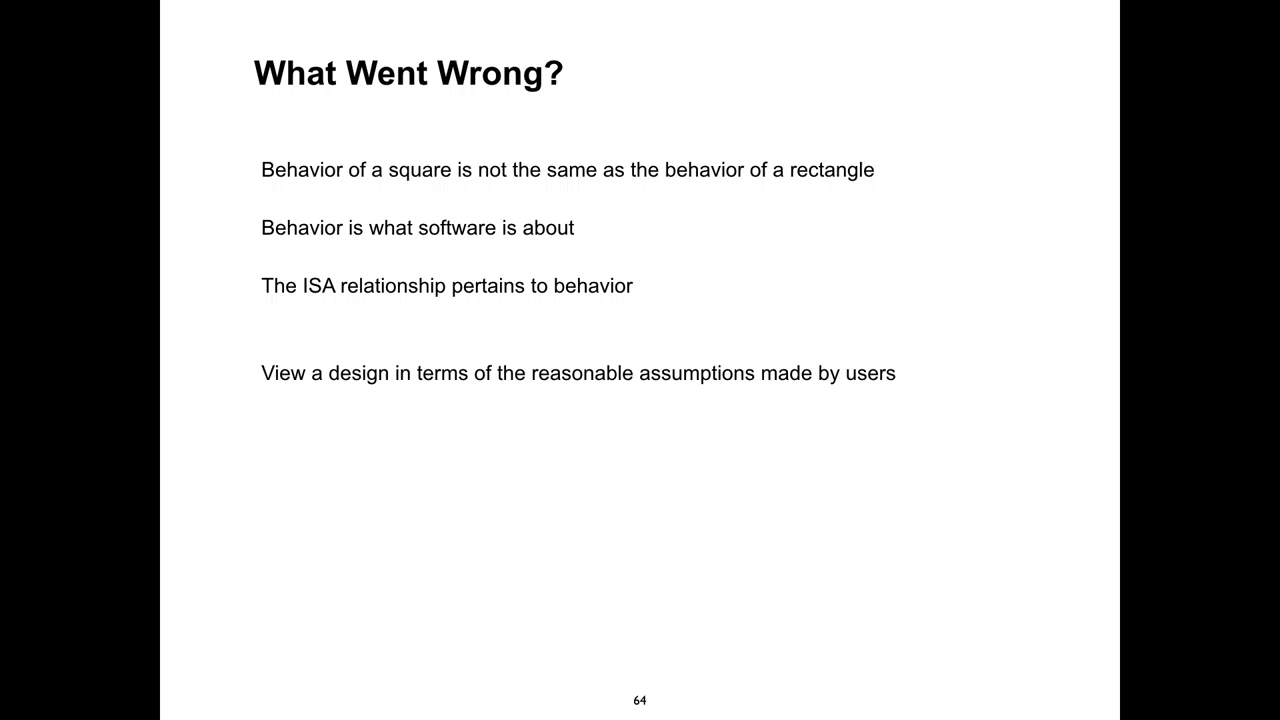 What Went Wrong?
Behavior of a square is not the same as the behavior of a rectangle
Behavior is what software is about
The ISA relationship pertains to behavior
View a design in terms of the reasonable assumptions made by users
64